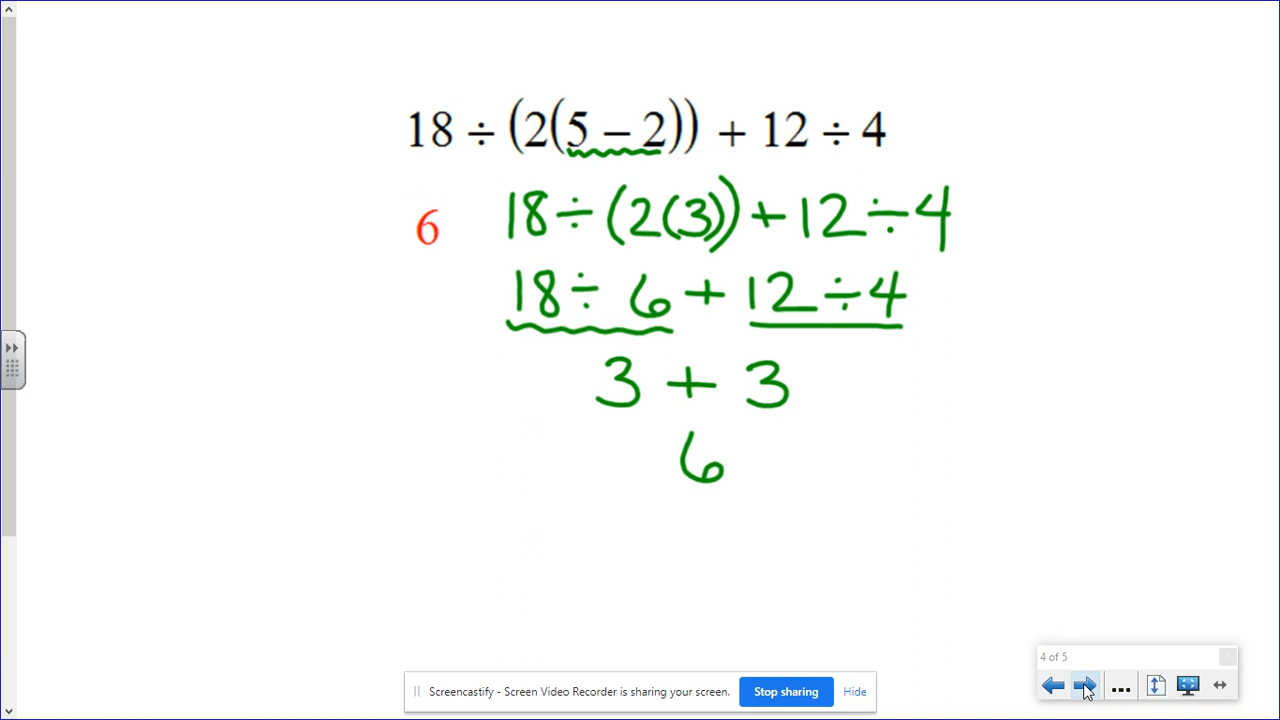 18 ÷ (2(5 − 2)) + 12 ÷ 4
6
18 ÷ (2(3)) + 12 ÷ 4
18 ÷ 6 + 12 ÷ 4
3 + 3
6
4 of 5
Screencastify - Screen Video Recorder is sharing your screen. Stop sharing Hide